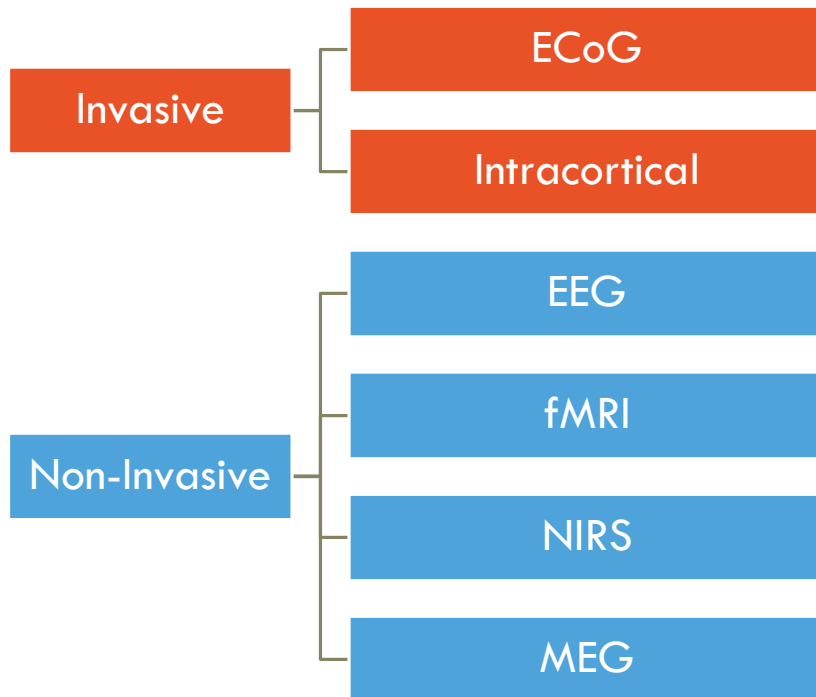 Invasive
ECoG
Intracortical
Non-Invasive
EEG
fMRI
NIRS
MEG